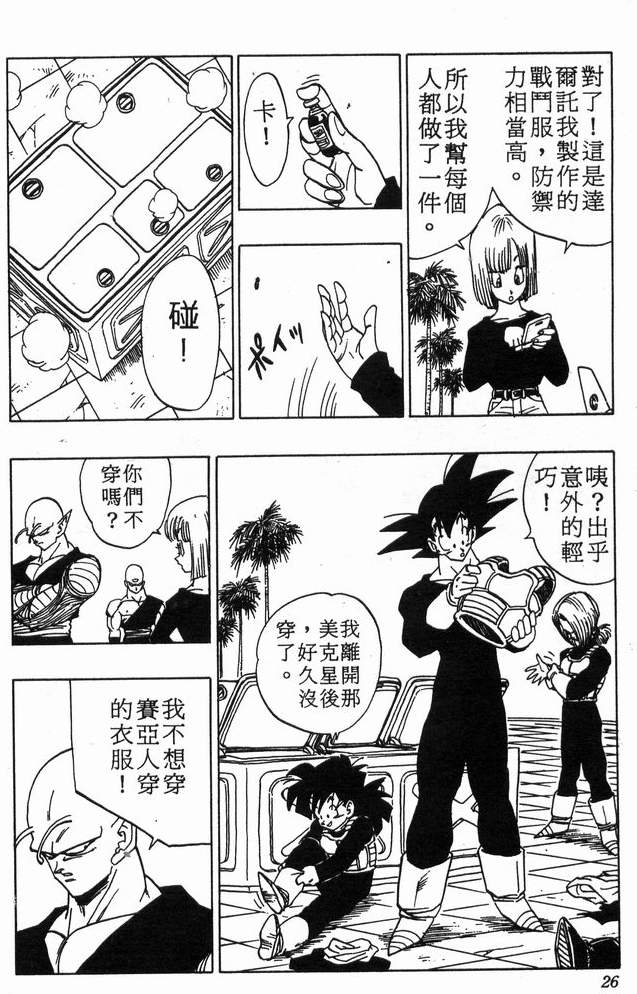 對了！這是達
爾託我製作的
戰鬥服，防禦
力相當高。
所以我幫每個
人都做了一件。
卡！
ポイッ
碰！
咦？出乎
意外的輕
巧！
我離開那
美克星後
，好久沒
穿了。
你們不
穿嗎？
我不想穿
賽亞人穿
的衣服！
26